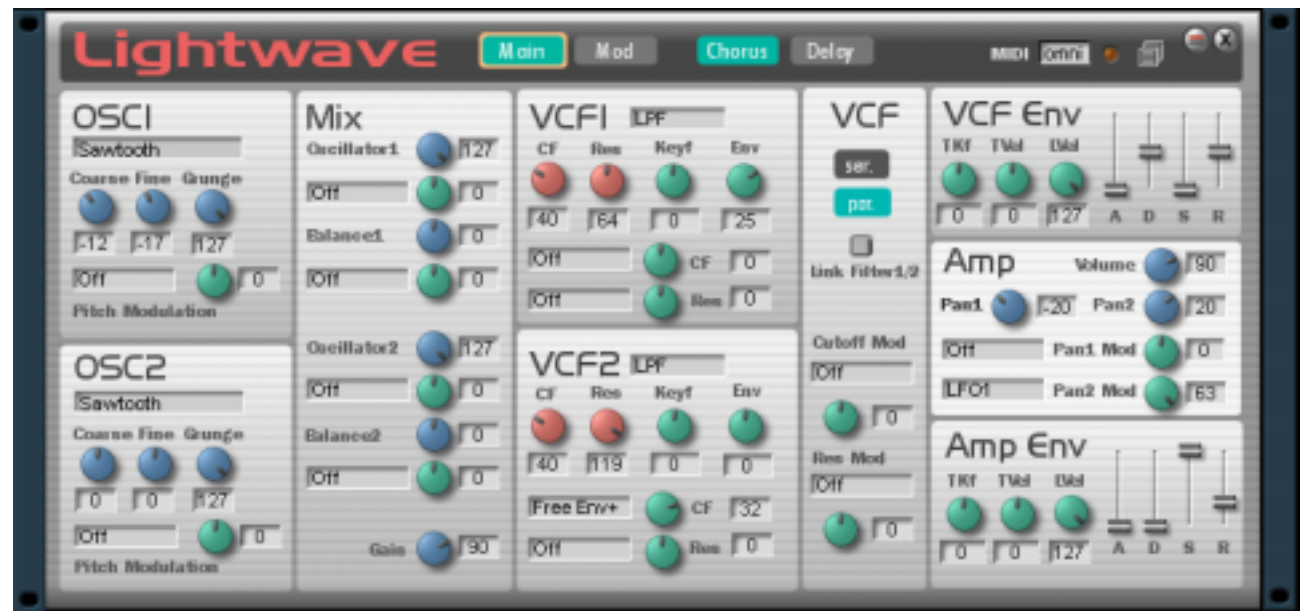 Lightwave Main Mod Chorus Delay MIDI omni
OSC1
Sawtooth
Coarse Fine Grunge
-12 -17 127
Off 0
Pitch Modulation
OSC2
Sawtooth
Coarse Fine Grunge
0 0 127
Off 0
Pitch Modulation
Mix
Oscillator1 127
Off 0
Balance1 0
Off 0
Oscillator2 127
Off 0
Balance2 0
Off 0
Gain 90
VCF1 LPF
CF Res Keyf Env
40 64 0 25
Off CF 0
Off Res 0
VCF2 LPF
CF Res Keyf Env
40 119 0 0
Free Env+ CF 32
Off Res 0
VCF
ser.
par.
Link Filter1/2
Cutoff Mod
Off
0
Res Mod
Off
0
VCF Env
TKf TVel LVel
0 0 127 A D S R
Amp Volume 90
Pan1 -20 Pan2 20
Off Pan1 Mod 0
LFO1 Pan2 Mod 63
Amp Env
TKf TVel LVel
0 0 127 A D S R